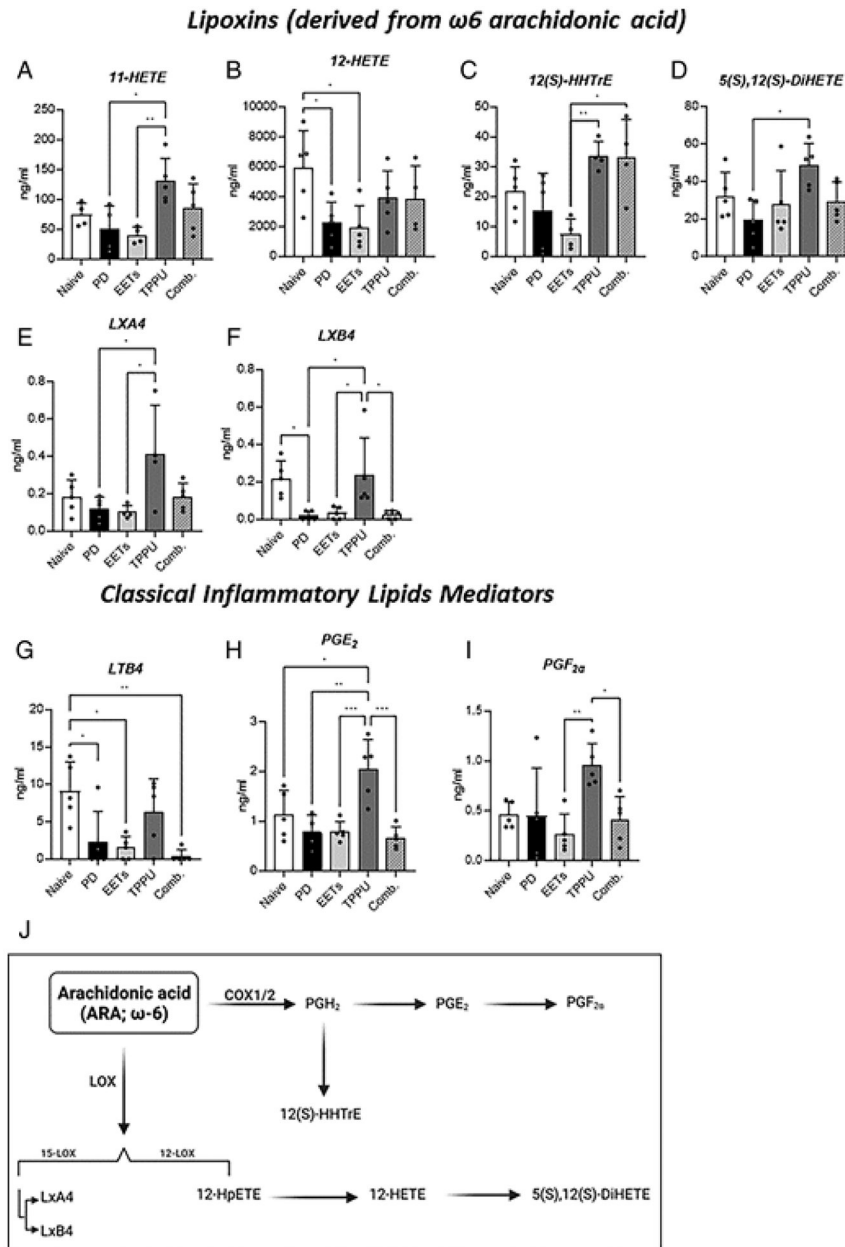 Lipoxins (derived from ω6 arachidonic acid)
A
11-HETE
ng/ml
250
200
150
100
50
0
*
**
Naive
PD
EETs
TPPU
Comb.
B
12-HETE
ng/ml
10000
8000
6000
4000
2000
0
*
*
Naive
PD
EETs
TPPU
Comb.
C
12(S)-HHTrE
ng/ml
50
40
30
20
10
0
*
**
Naive
PD
EETs
TPPU
Comb.
D
5(S),12(S)-DiHETE
ng/ml
80
60
40
20
0
*
Naive
PD
EETs
TPPU
Comb.
E
LXA4
ng/ml
0.8
0.6
0.4
0.2
0.0
*
*
Naive
PD
EETs
TPPU
Comb.
F
LXB4
ng/ml
0.8
0.6
0.4
0.2
0.0
*
*
*
*
Naive
PD
EETs
TPPU
Comb.
Classical Inflammatory Lipids Mediators
G
LTB4
ng/ml
20
15
10
5
0
**
*
*
Naive
PD
EETs
TPPU
Comb.
H
PGE2
ng/ml
3
2
1
0
*
**
***
***
Naive
PD
EETs
TPPU
Comb.
I
PGF2α
ng/ml
1.5
1.0
0.5
0.0
**
*
Naive
PD
EETs
TPPU
Comb.
J
Arachidonic acid
(ARA; ω-6)
COX1/2
PGH2
PGE2
PGF2α
12(S)-HHTrE
LOX
15-LOX
12-LOX
LxA4
LxB4
12-HpETE
12-HETE
5(S),12(S)-DiHETE